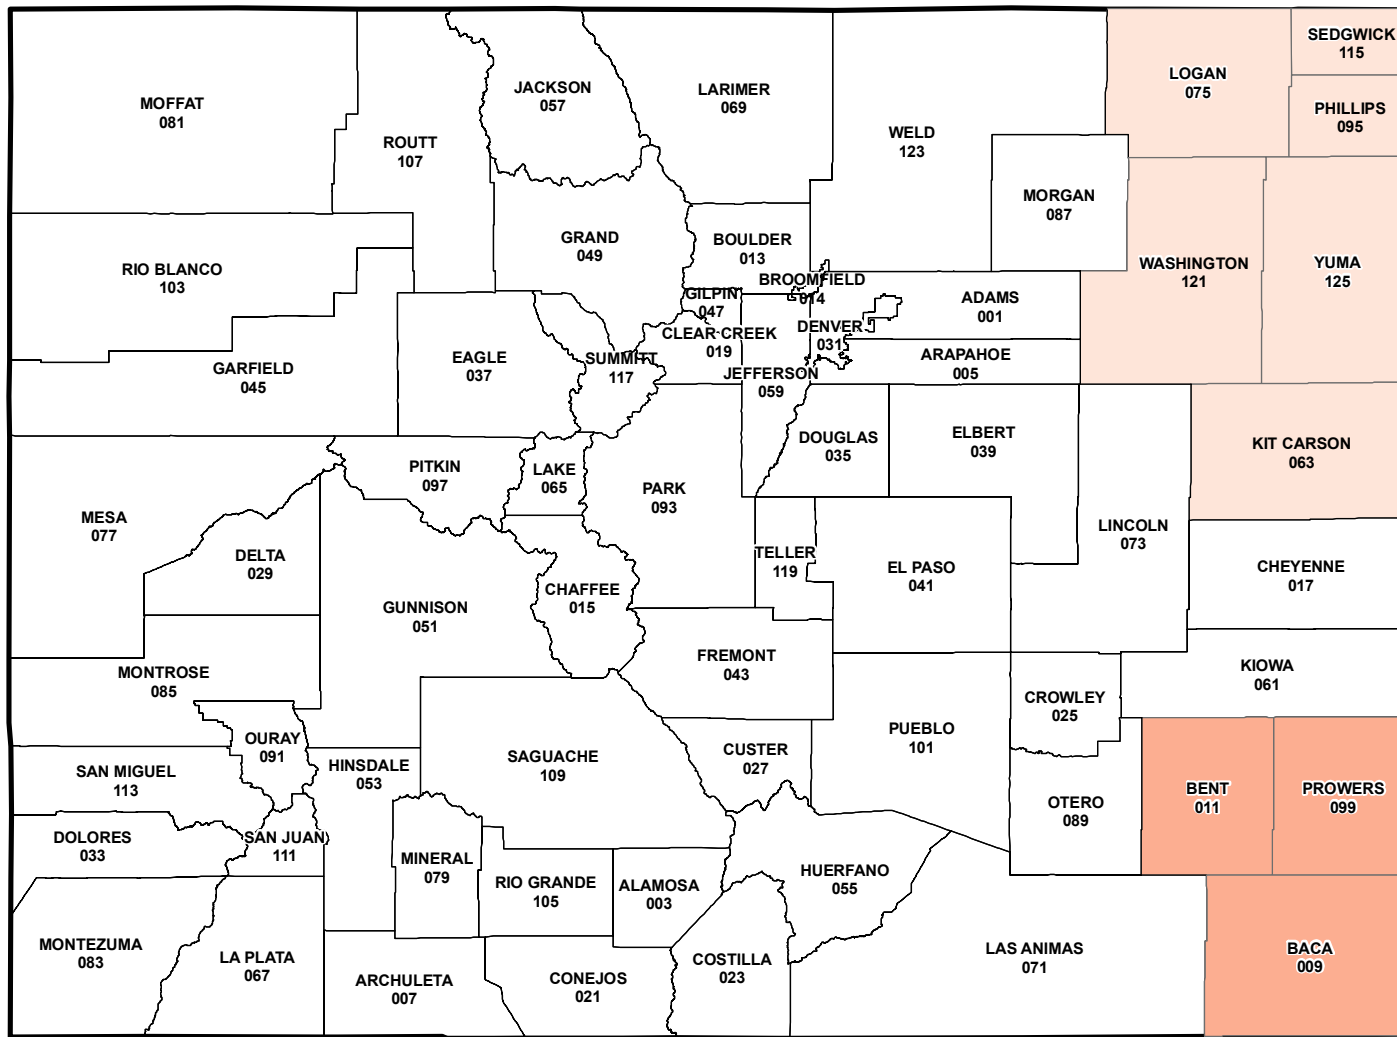 SEDGWICK
115
LOGAN
075
JACKSON
057
LARIMER
069
MOFFAT
081
PHILLIPS
095
ROUTT
107
WELD
123
MORGAN
087
GRAND
049
BOULDER
013
RIO BLANCO
103
WASHINGTON
121
YUMA
125
BROOMFIELD
014
GILPIN
047
ADAMS
001
CLEAR CREEK
019
DENVER
031
EAGLE
037
SUMMITT
117
ARAPAHOE
005
GARFIELD
045
JEFFERSON
059
DOUGLAS
035
ELBERT
039
KIT CARSON
063
PITKIN
097
LAKE
065
PARK
093
MESA
077
LINCOLN
073
DELTA
029
TELLER
119
EL PASO
041
CHEYENNE
017
CHAFFEE
015
GUNNISON
051
FREMONT
043
KIOWA
061
MONTROSE
085
CROWLEY
025
PUEBLO
101
OURAY
091
CUSTER
027
SAGUACHE
109
HINSDALE
053
SAN MIGUEL
113
BENT
011
PROWERS
099
OTERO
089
DOLORES
033
SAN JUAN
111
MINERAL
079
HUERFANO
055
RIO GRANDE
105
ALAMOSA
003
MONTEZUMA
083
LA PLATA
067
LAS ANIMAS
071
BACA
009
COSTILLA
023
ARCHULETA
007
CONEJOS
021